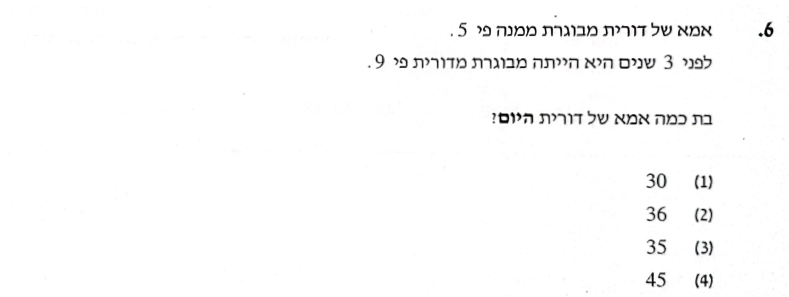 6. אמא של דורית מבוגרת ממנה פי 5.
לפני 3 שנים היא הייתה מבוגרת מדורית פי 9.
בת כמה אמא של דורית היום?
(1) 30
(2) 36
(3) 35
(4) 45